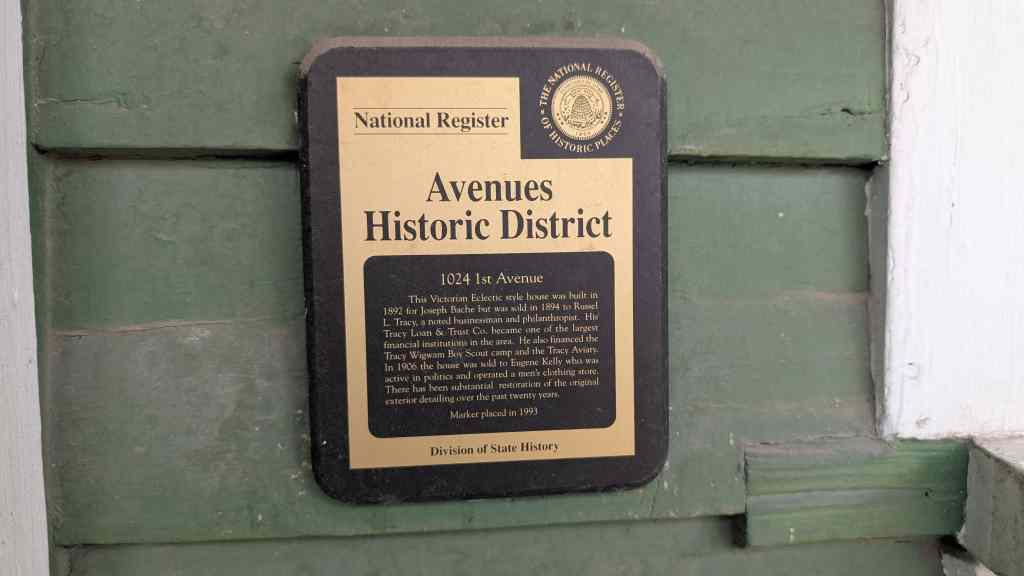 National Register
THE NATIONAL REGISTER
OF HISTORIC PLACES
Avenues
Historic District
1024 1st Avenue
This Victorian Eclectic style house was built in
1892 for Joseph Bache but was sold in 1894 to Russel
L. Tracy, a noted businessman and philanthropist. His
Tracy Loan & Trust Co. became one of the largest
financial institutions in the area. He also financed the
Tracy Wigwam Boy Scout camp and the Tracy Aviary.
In 1906 the house was sold to Eugene Kelly who was
active in politics and operated a men's clothing store.
There has been substantial restoration of the original
exterior detailing over the past twenty years.
Marker placed in 1993
Division of State History